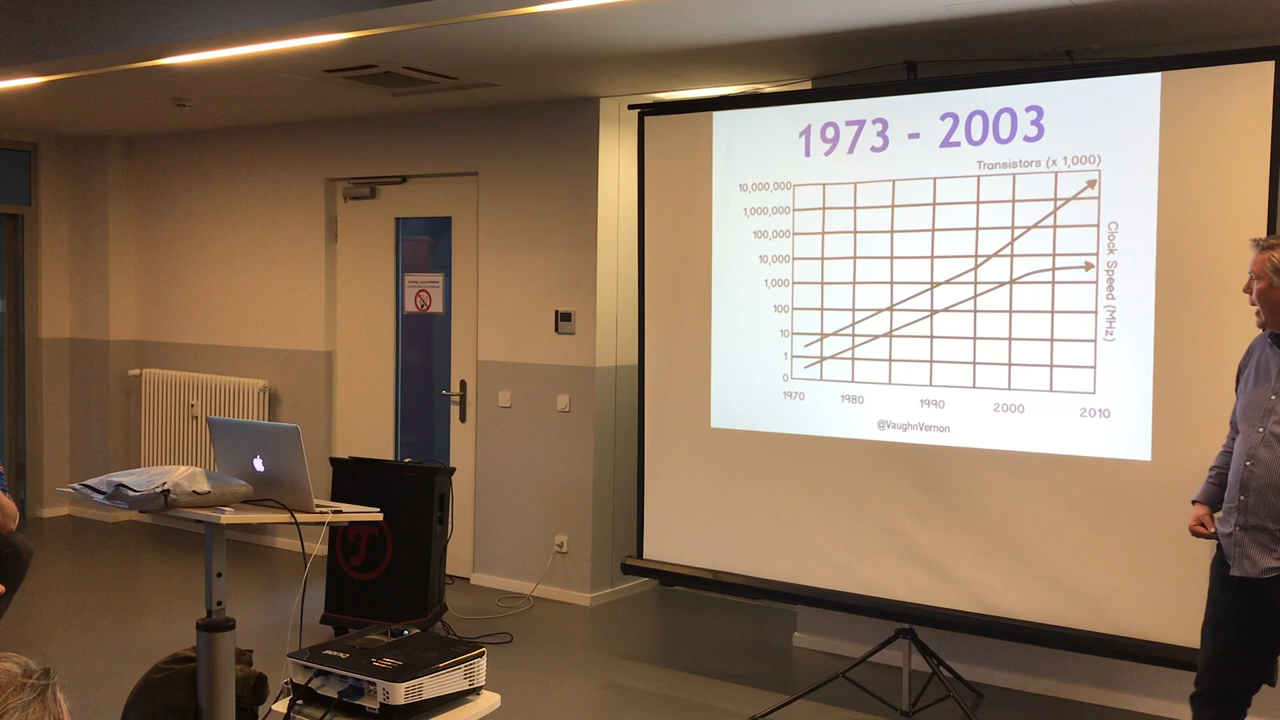 1973 - 2003
Transistors (x 1,000)
10,000,000
1,000,000
100,000
10,000
1,000
100
10
1
0
Clock Speed (MHz)
1970 1980 1990 2000 2010
@VaughnVernon
BenQ